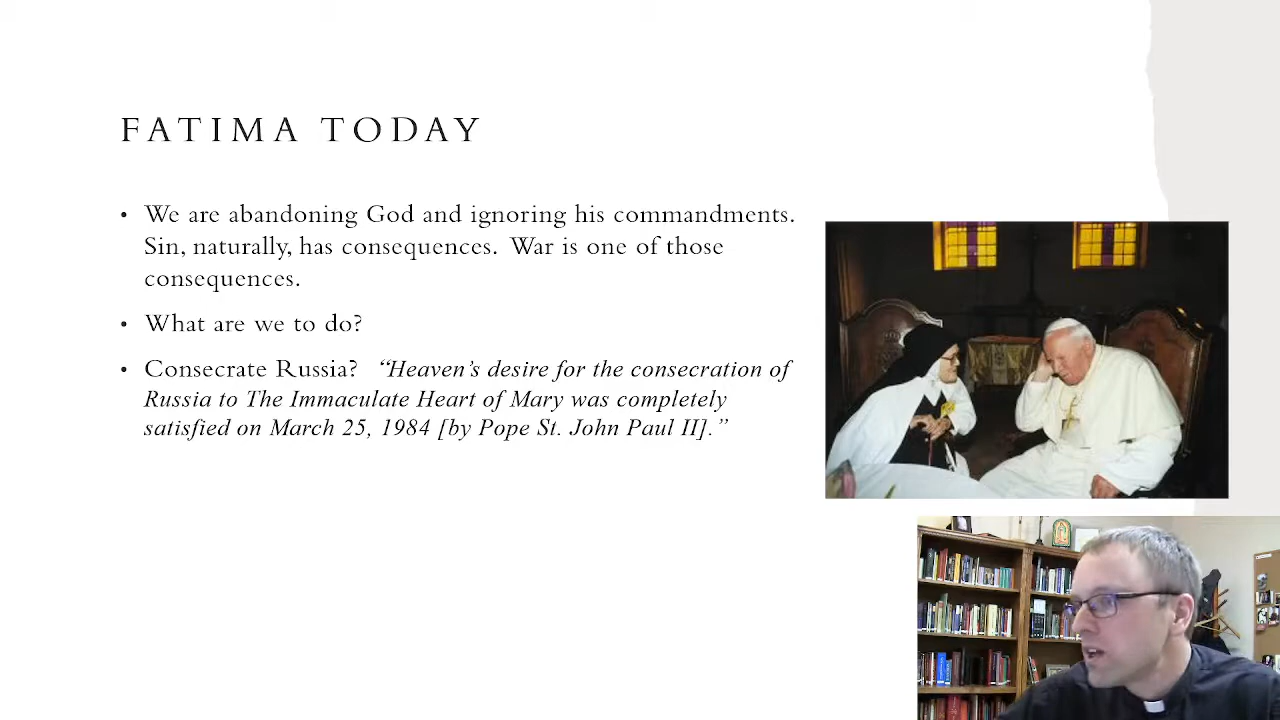 FATIMA TODAY
• We are abandoning God and ignoring his commandments.
Sin, naturally, has consequences. War is one of those
consequences.
• What are we to do?
• Consecrate Russia? “Heaven’s desire for the consecration of
Russia to The Immaculate Heart of Mary was completely
satisfied on March 25, 1984 [by Pope St. John Paul II].”